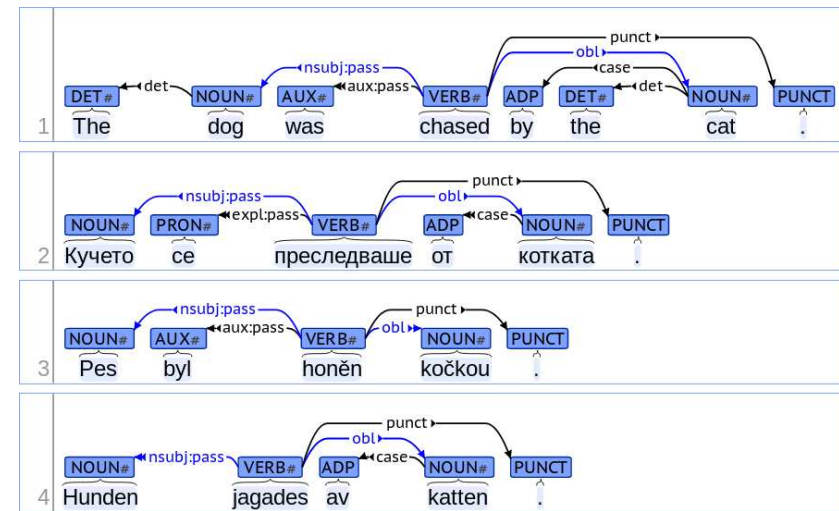 punct
obl
nsubj:pass case
det aux:pass det
DET# NOUN# AUX# VERB# ADP DET# NOUN# PUNCT
1 The dog was chased by the cat .
punct
nsubj:pass obl
expl:pass case
NOUN# PRON# VERB# ADP NOUN# PUNCT
2 Кучето се преследваше от котката .
nsubj:pass punct
aux:pass obl
NOUN# AUX# VERB# NOUN# PUNCT
3 Pes byl honěn kočkou .
punct
obl
nsubj:pass case
NOUN# VERB# ADP NOUN# PUNCT
4 Hunden jagades av katten .